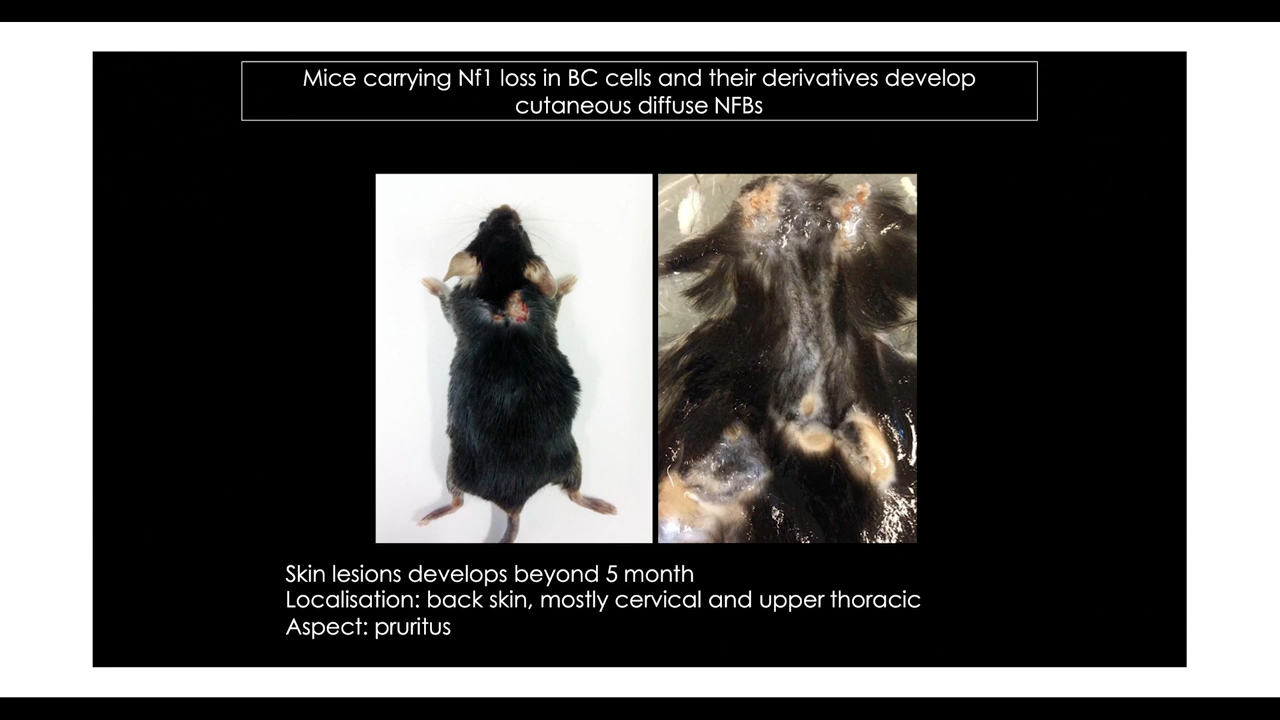 Mice carrying Nf1 loss in BC cells and their derivatives develop
cutaneous diffuse NFBs
Skin lesions develops beyond 5 month
Localisation: back skin, mostly cervical and upper thoracic
Aspect: pruritus